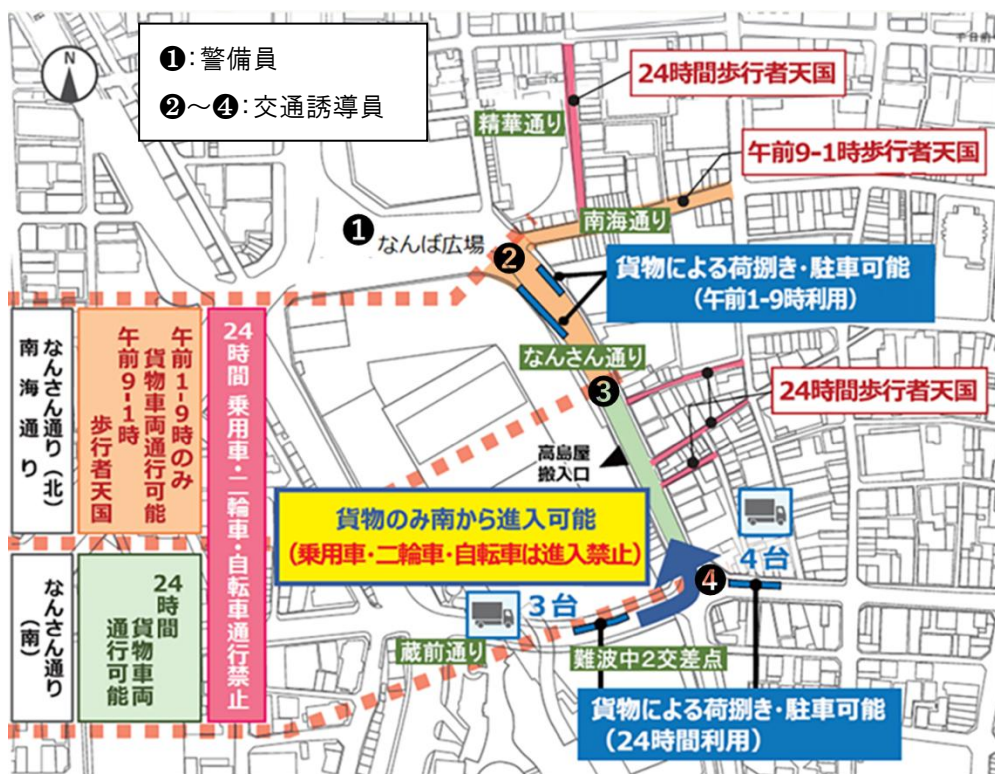 N
❶：警備員
❷～❹：交通誘導員
24時間歩行者天国
精華通り
午前9-1時歩行者天国
南海通り
❶
なんば広場
❷
貨物による荷捌き・駐車可能
（午前1-9時利用）
なんさん通り
❸
24時間歩行者天国
高島屋
搬入口
貨物のみ南から進入可能
（乗用車・二輪車・自転車は進入禁止）
4台
❹
3台
蔵前通り
難波中2交差点
貨物による荷捌き・駐車可能
（24時間利用）
なんさん通り（北）
南海通り
午前1-9時のみ
貨物車両通行可能
午前9-1時
歩行者天国
24時間 乗用車・二輪車・自転車通行禁止
なんさん通り
（南）
24時間
貨物車両
通行可能